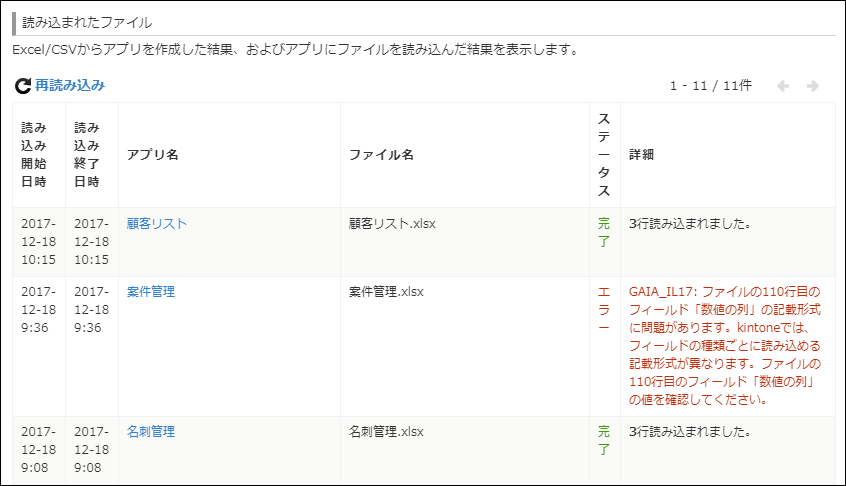 読み込まれたファイル
Excel/CSVからアプリを作成した結果、およびアプリにファイルを読み込んだ結果を表示します。
再読み込み
1 - 11 / 11件
読み
込み
開始
日時
読み
込み
終了
日時
アプリ名
ファイル名
ス
テ
ー
タ
ス
詳細
2017-
12-18
10:15
2017-
12-18
10:15
顧客リスト
顧客リスト.xlsx
完
了
3行読み込まれました。
2017-
12-18
9:36
2017-
12-18
9:36
案件管理
案件管理.xlsx
エ
ラ
ー
GAIA_IL17: ファイルの110行目の
フィールド「数値の列」の記載形式
に問題があります。kintoneでは、
フィールドの種類ごとに読み込める
記載形式が異なります。ファイルの
110行目のフィールド「数値の列」
の値を確認してください。
2017-
12-18
9:08
2017-
12-18
9:08
名刺管理
名刺管理.xlsx
完
了
3行読み込まれました。